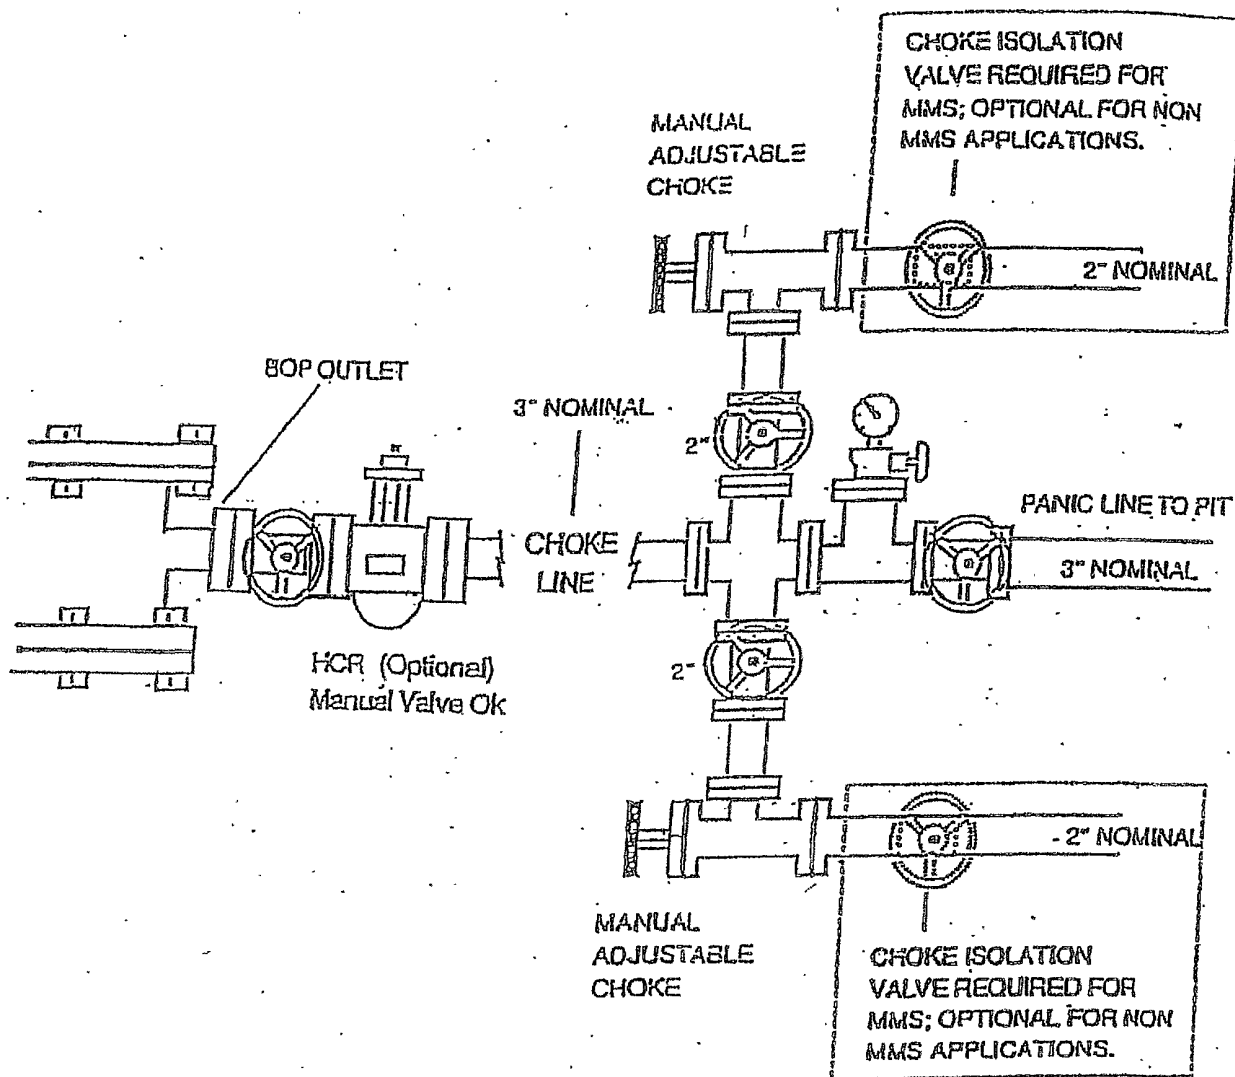 CHOKE ISOLATION
VALVE REQUIRED FOR
MMS; OPTIONAL FOR NON
MMS APPLICATIONS.
MANUAL
ADJUSTABLE
CHOKE
2" NOMINAL
BOP OUTLET
3" NOMINAL
2"
PANIC LINE TO PIT
CHOKE
LINE
3" NOMINAL
HCR (Optional)
Manual Valve Ok
2"
2" NOMINAL
MANUAL
ADJUSTABLE
CHOKE
CHOKE ISOLATION
VALVE REQUIRED FOR
MMS; OPTIONAL FOR NON
MMS APPLICATIONS.